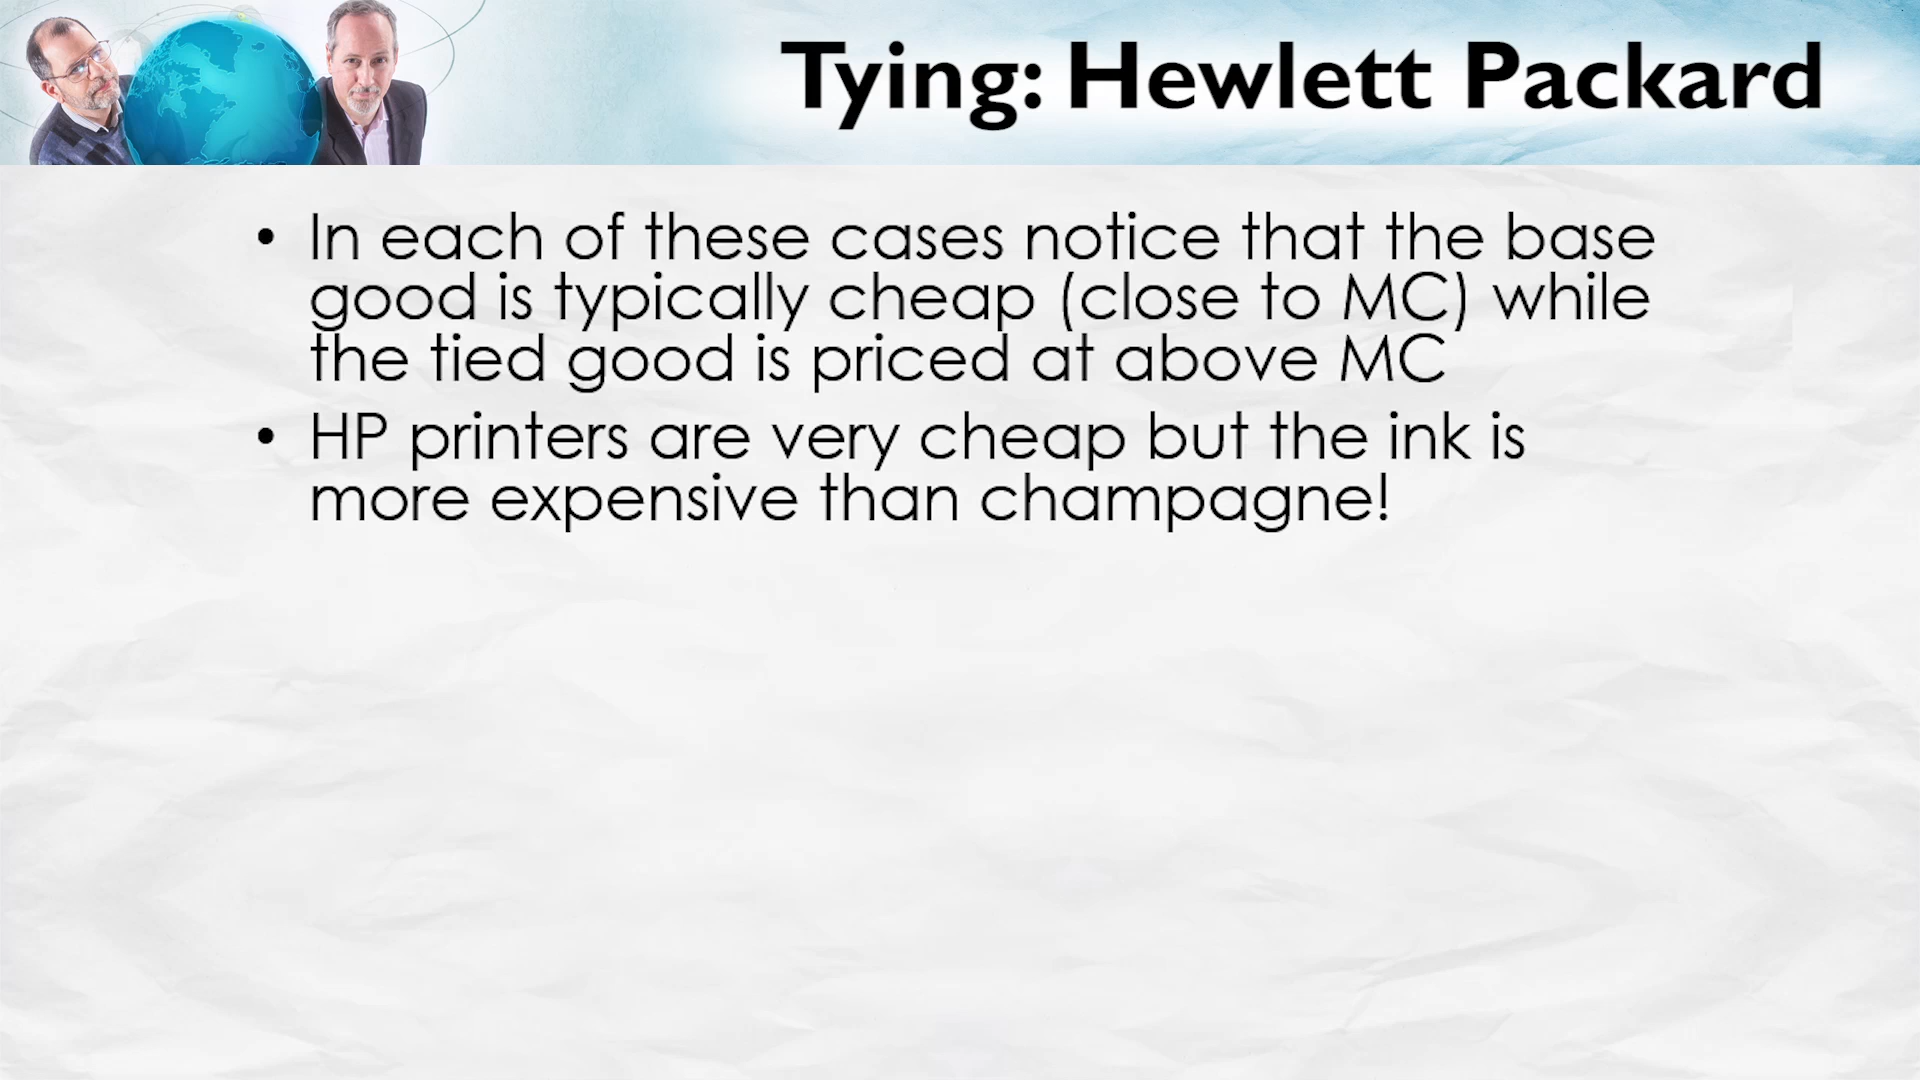 Tying: Hewlett Packard
• In each of these cases notice that the base
good is typically cheap (close to MC) while
the tied good is priced at above MC
• HP printers are very cheap but the ink is
more expensive than champagne!